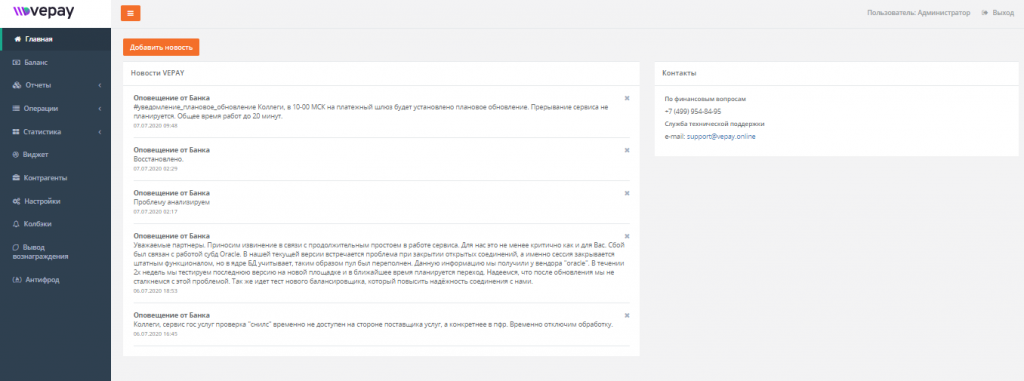 vepay
Пользователь: Администратор
Выход
Главная
Баланс
Отчеты
Операции
Статистика
Виджет
Контрагенты
Настройки
Колбэки
Вывод
вознаграждения
Антифрод
Добавить новость
Новости VEPAY
Оповещение от Банка
#уведомление_плановое_обновление Коллеги, в 10-00 МСК на платежный шлюз будет установлено плановое обновление. Прерывание сервиса не
планируется. Общее время работ до 20 минут.
07.07.2020 09:48
Оповещение от Банка
Восстановлено.
07.07.2020 02:29
Оповещение от Банка
Проблему анализируем
07.07.2020 02:17
Оповещение от Банка
Уважаемые партнеры. Приносим извинение в связи с продолжительным простоем в работе сервиса. Для нас это не менее критично как и для Вас. Сбой
был связан с работой субд Oracle. В нашей текущей версии встречается проблема при закрытии открытых соединений, а именно сессия закрывается
штатным функционалом, но в ядре БД учитывает, таким образом пул был переполнен. Данную информацию мы получили у вендора "oracle". В течении
2х недель мы тестируем последнюю версию на новой площадке и в ближайшее время планируется переход. Надеемся, что после обновления мы не
сталкнемся с этой проблемой. Так же идет тест нового балансировщика, который повысить надёжность соединения с нами.
06.07.2020 18:53
Оповещение от Банка
Коллеги, сервис гос услуг проверка "снилс" временно не доступен на стороне поставщика услуг, а конкретнее в пфр. Временно отключим обработку.
06.07.2020 16:45
Контакты
По финансовым вопросам
+7 (499) 954-84-95
Служба технической поддержки
e-mail: support@vepay.online